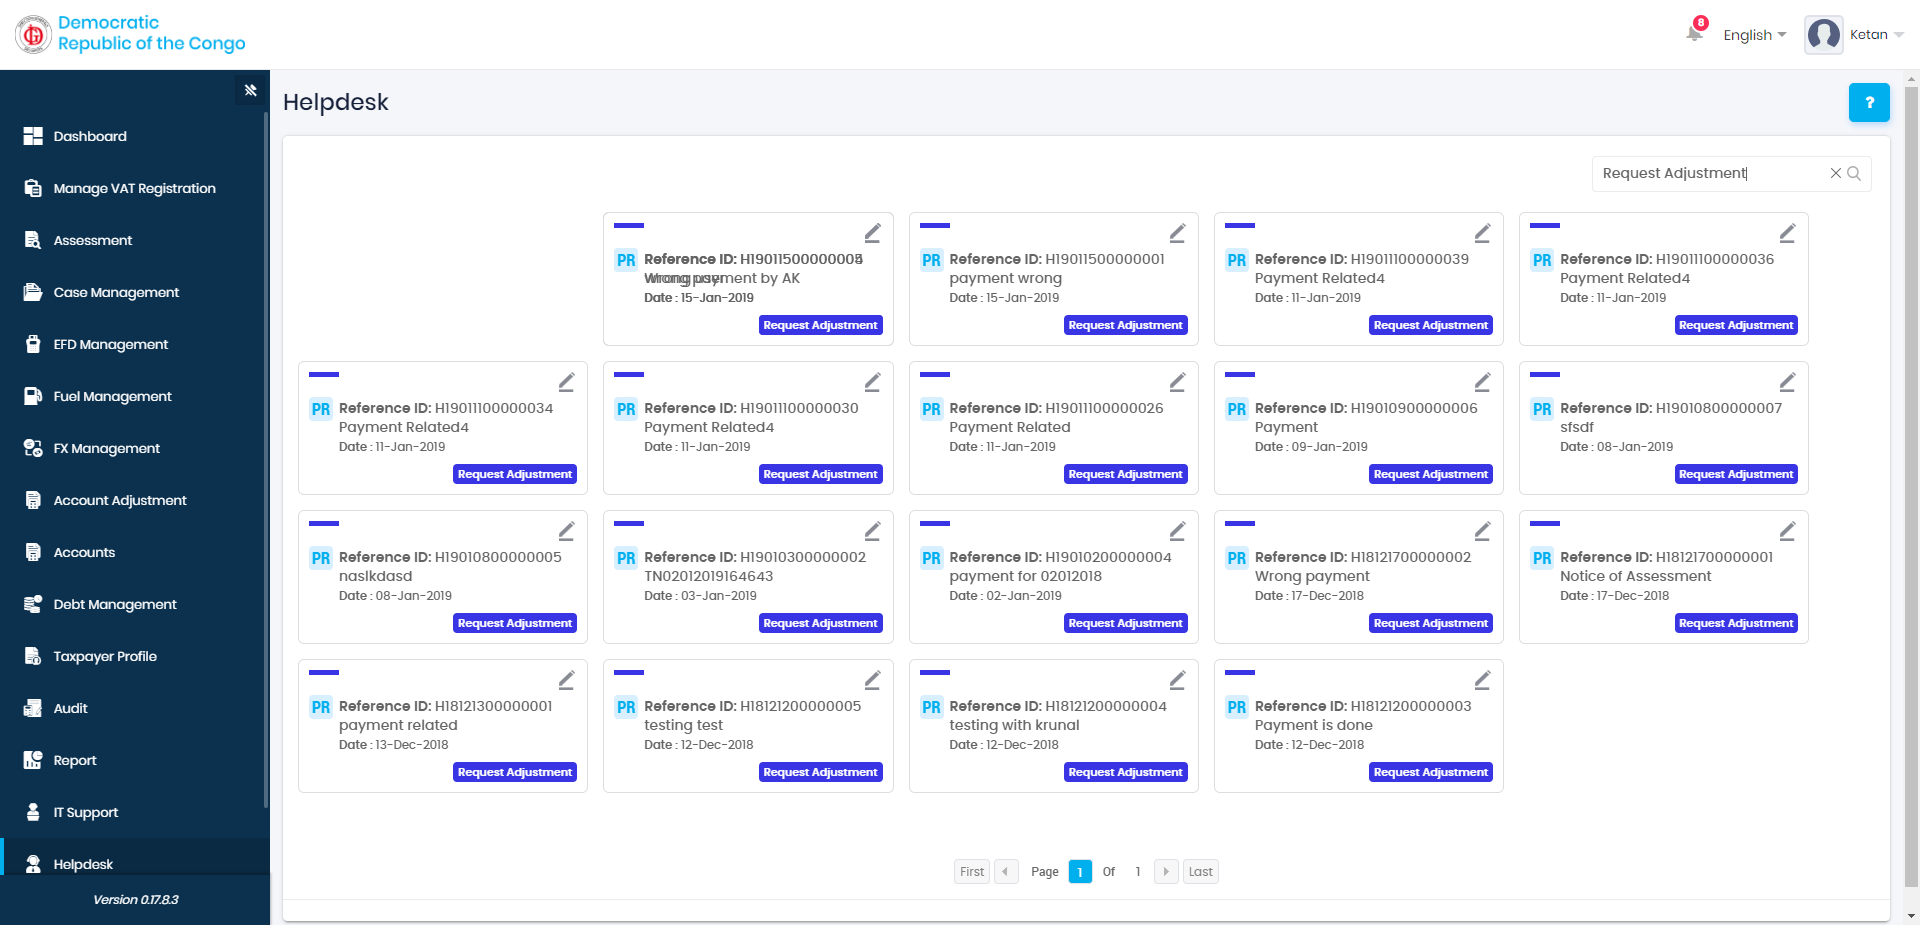 Democratic
Republic of the Congo
8
English
Ketan
Dashboard
Manage VAT Registration
Assessment
Case Management
EFD Management
Fuel Management
FX Management
Account Adjustment
Accounts
Debt Management
Taxpayer Profile
Audit
Report
IT Support
Helpdesk
Version 0.17.8.3
Helpdesk
?
Request Adjustment
PR
Reference ID:
payment by AK
Date : 15-Jan-2019
Request Adjustment
PR
Reference ID: H19011500000001
payment wrong
Date : 15-Jan-2019
Request Adjustment
PR
Reference ID: H19011100000039
Payment Related4
Date : 11-Jan-2019
Request Adjustment
PR
Reference ID: H19011100000036
Payment Related4
Date : 11-Jan-2019
Request Adjustment
PR
Reference ID: H19011100000034
Payment Related4
Date : 11-Jan-2019
Request Adjustment
PR
Reference ID: H19011100000030
Payment Related4
Date : 11-Jan-2019
Request Adjustment
PR
Reference ID: H19011100000026
Payment Related
Date : 11-Jan-2019
Request Adjustment
PR
Reference ID: H19010900000006
Payment
Date : 09-Jan-2019
Request Adjustment
PR
Reference ID: H19010800000007
sfsdf
Date : 08-Jan-2019
Request Adjustment
PR
Reference ID: H19010800000005
naslkdasd
Date : 08-Jan-2019
Request Adjustment
PR
Reference ID: H19010300000002
TN02012019164643
Date : 03-Jan-2019
Request Adjustment
PR
Reference ID: H19010200000004
payment for 02012018
Date : 02-Jan-2019
Request Adjustment
PR
Reference ID: H18121700000002
Wrong payment
Date : 17-Dec-2018
Request Adjustment
PR
Reference ID: H18121700000001
Notice of Assessment
Date : 17-Dec-2018
Request Adjustment
PR
Reference ID: H18121300000001
payment related
Date : 13-Dec-2018
Request Adjustment
PR
Reference ID: H18121200000005
testing test
Date : 12-Dec-2018
Request Adjustment
PR
Reference ID: H18121200000004
testing with krunal
Date : 12-Dec-2018
Request Adjustment
PR
Reference ID: H18121200000003
Payment is done
Date : 12-Dec-2018
Request Adjustment
First Page 1 Of 1 Last